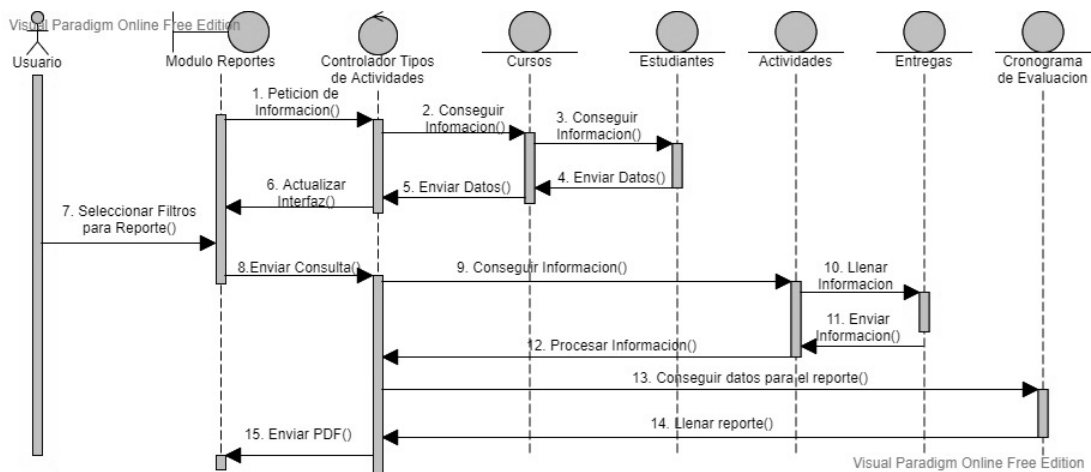 Visual Paradigm Online Free Edition
Usuario
Modulo Reportes
Controlador Tipos
de Actividades
Cursos
Estudiantes
Actividades
Entregas
Cronograma
de Evaluacion
1. Peticion de
Informacion()
2. Conseguir
Infomacion()
3. Conseguir
Informacion()
4. Enviar Datos()
5. Enviar Datos()
6. Actualizar
Interfaz()
7. Seleccionar Filtros
para Reporte()
8.Enviar Consulta()
9. Conseguir Informacion()
10. Llenar
Informacion
11. Enviar
Informacion()
12. Procesar Información()
13. Conseguir datos para el reporte()
14. Llenar reporte()
15. Enviar PDF()
Visual Paradigm Online Free Edition